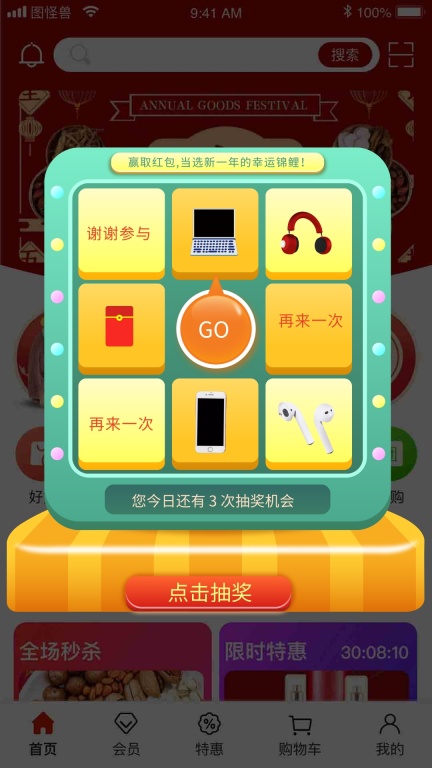 图怪兽
9:41 AM
100%
搜索
ANNUAL GOODS FESTIVAL
赢取红包,当选新一年的幸运锦鲤!
谢谢参与
GO
再来一次
再来一次
您今日还有 3 次抽奖机会
点击抽奖
好
购
全场秒杀
限时特惠
30:08:10
首页
会员
特惠
购物车
我的